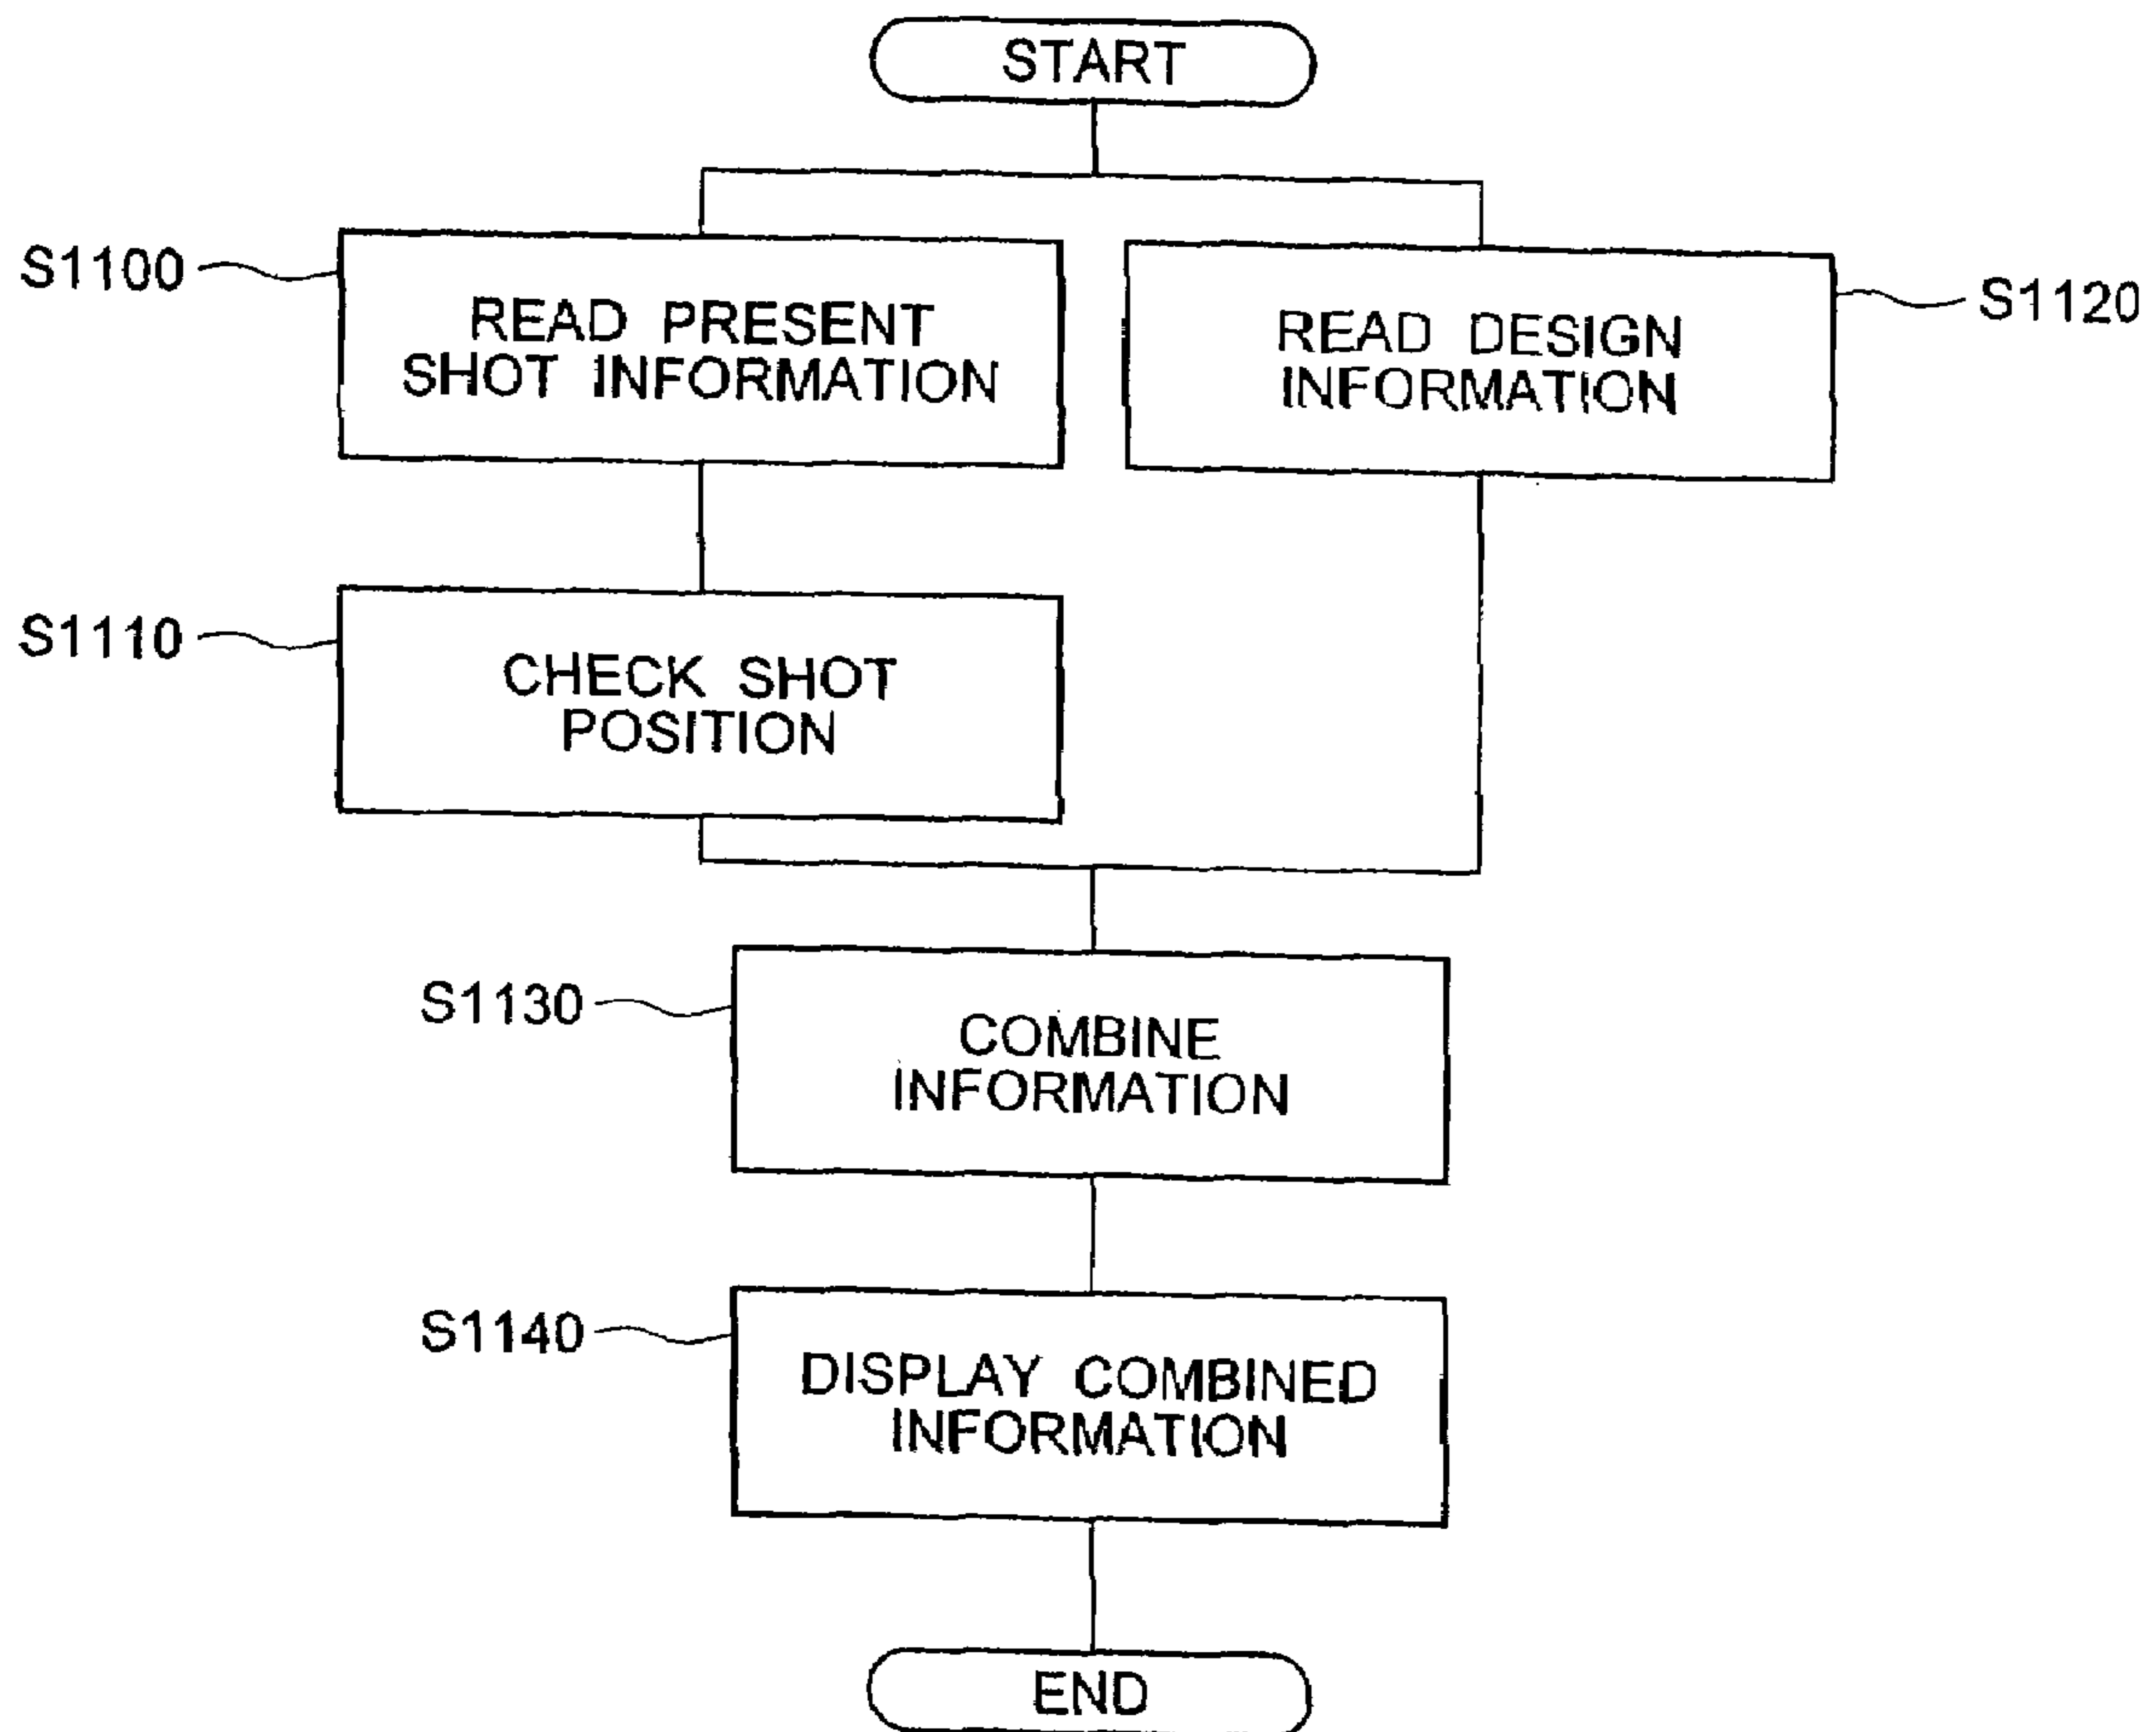 START
S1100
READ PRESENT
SHOT INFORMATION
READ DESIGN
INFORMATION
S1120
S1110
CHECK SHOT
POSITION
S1130
COMBINE
INFORMATION
S1140
DISPLAY COMBINED
INFORMATION
END